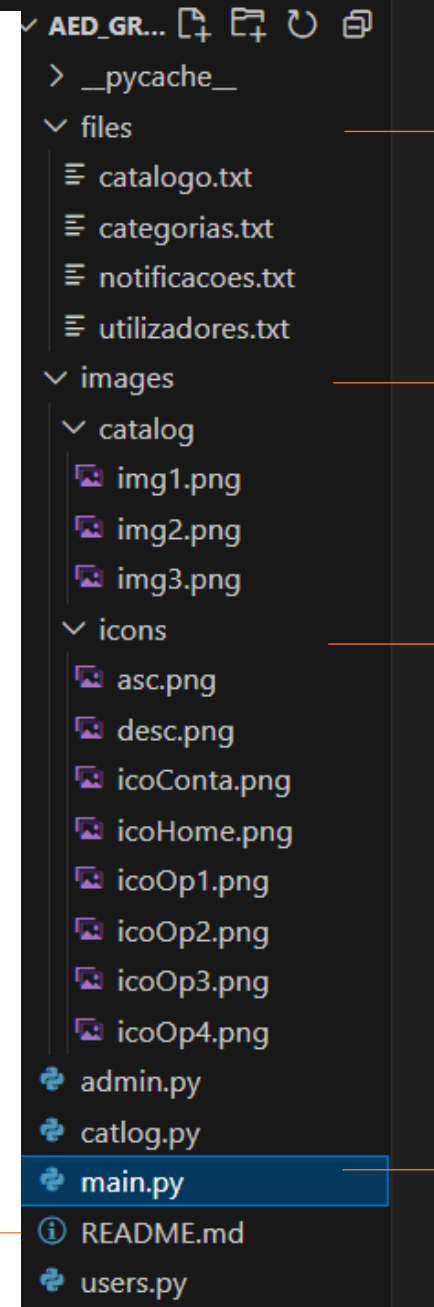 AED_GR...
__pycache__
files
catalogo.txt
categorias.txt
notificacoes.txt
utilizadores.txt
images
catalog
img1.png
img2.png
img3.png
icons
asc.png
desc.png
icoConta.png
icoHome.png
icoOp1.png
icoOp2.png
icoOp3.png
icoOp4.png
admin.py
catlog.py
main.py
README.md
users.py